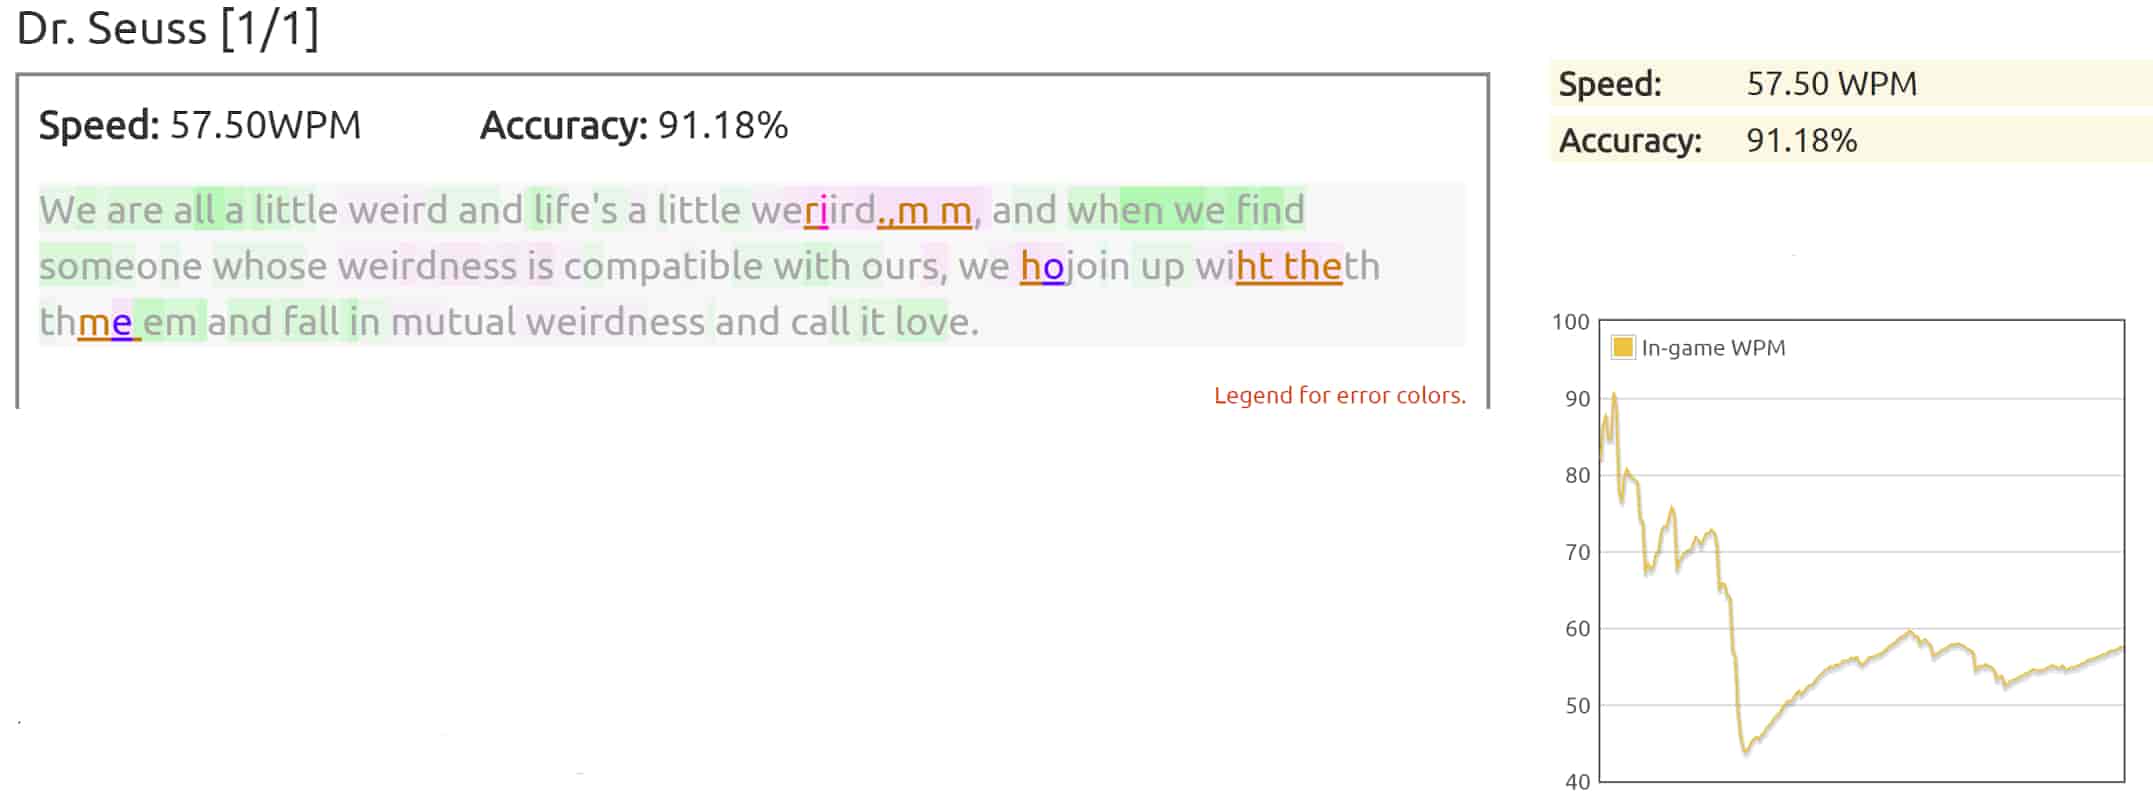 Dr. Seuss [1/1]
Speed: 57.50WPM Accuracy: 91.18%
We are all a little weird and life's a little weriird.,m m, and when we find
someone whose weirdness is compatible with ours, we hojoin up wiht theth
thme em and fall in mutual weirdness and call it love.
Legend for error colors.
Speed: 57.50 WPM
Accuracy: 91.18%
100
In-game WPM
90
80
70
60
50
40